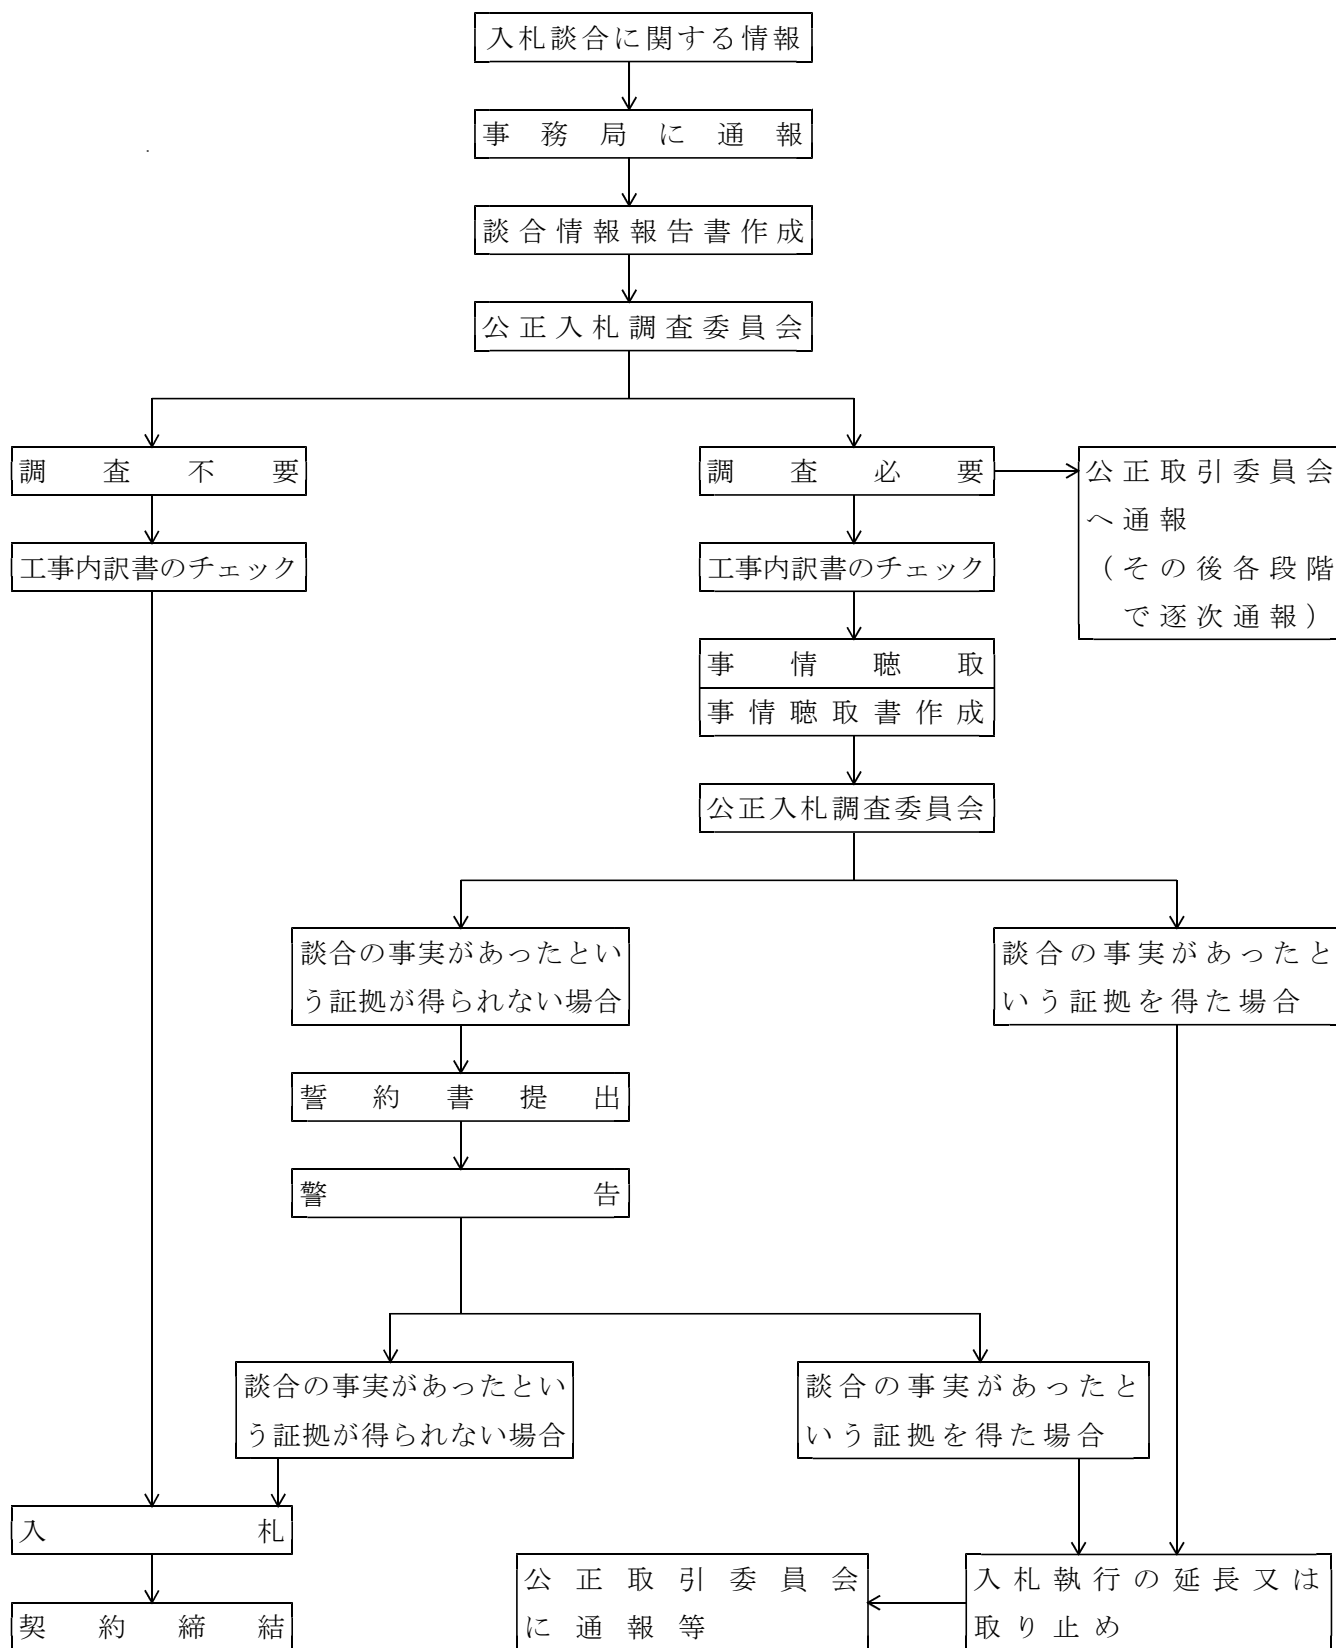 入札談合に関する情報
事務局に通報
談合情報報告書作成
公正入札調査委員会
調査不要
調査必要
公正取引委員会
へ通報
（その後各段階
で逐次通報）
工事内訳書のチェック
工事内訳書のチェック
事情聴取
事情聴取書作成
公正入札調査委員会
談合の事実があったとい
う証拠が得られない場合
談合の事実があったと
いう証拠を得た場合
誓約書提出
警告
談合の事実があったとい
う証拠が得られない場合
談合の事実があったと
いう証拠を得た場合
入札
契約締結
公正取引委員会
に通報等
入札執行の延長又は
取り止め